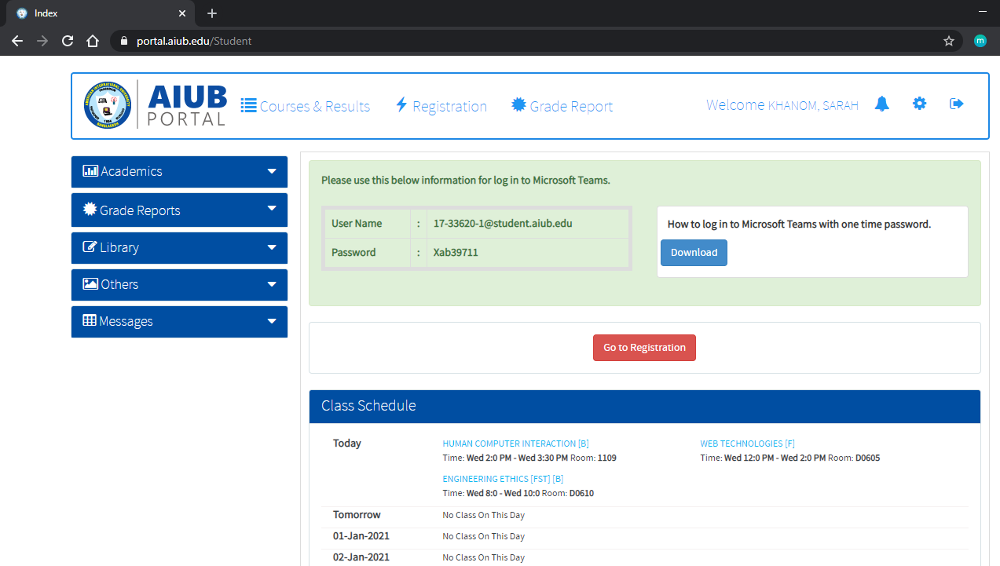 Index
portal.aiub.edu/Student
m
AIUB
PORTAL
Courses & Results
Registration
Grade Report
Welcome KHANOM, SARAH
Academics
Grade Reports
Library
Others
Messages
Please use this below information for log in to Microsoft Teams.
User Name : 17-33620-1@student.aiub.edu
Password : Xab39711
How to log in to Microsoft Teams with one time password.
Download
Go to Registration
Class Schedule
Today
HUMAN COMPUTER INTERACTION [B]
Time: Wed 2:0 PM - Wed 3:30 PM Room: 1109
WEB TECHNOLOGIES [F]
Time: Wed 12:0 PM - Wed 2:0 PM Room: D0605
ENGINEERING ETHICS [FST] [B]
Time: Wed 8:0 - Wed 10:0 Room: D0610
Tomorrow No Class On This Day
01-Jan-2021 No Class On This Day
02-Jan-2021 No Class On This Day